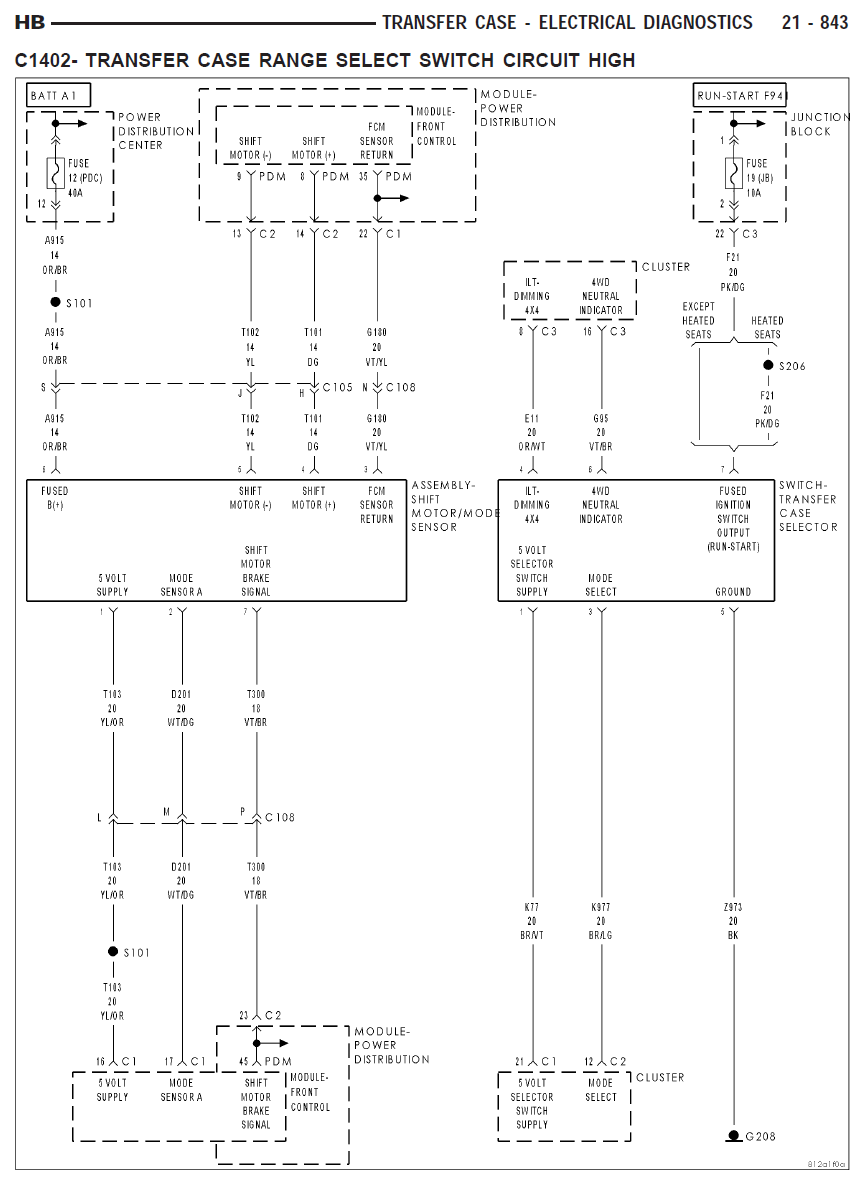 HB TRANSFER CASE - ELECTRICAL DIAGNOSTICS 21 - 843
C1402- TRANSFER CASE RANGE SELECT SWITCH CIRCUIT HIGH
BATT A1
POWER
DISTRIBUTION
CENTER
FUSE
12 (PDC)
40A
12
A915
14
OR/BR
S101
A915
14
OR/BR
S
A915
14
OR/BR
6
MODULE-
POWER
DISTRIBUTION
MODULE-
FRONT
CONTROL
SHIFT
MOTOR (-)
SHIFT
MOTOR (+)
FCM
SENSOR
RETURN
9 PDM 8 PDM 35 PDM
13 C2 14 C2 22 C1
T102
14
YL
T101
14
DG
G180
20
VT/YL
J H C105 N C108
T102
14
YL
T101
14
DG
G180
20
VT/YL
5 4 3
RUN-START F94
JUNCTION
BLOCK
1
FUSE
19 (JB)
10A
2
22 C3
F21
20
PK/DG
EXCEPT
HEATED
SEATS
HEATED
SEATS
S206
F21
20
PK/DG
7
CLUSTER
ILT-
DIMMING
4X4
4WD
NEUTRAL
INDICATOR
8 C3 16 C3
E11
20
OR/WT
G95
20
VT/BR
4 6
FUSED
B(+)
SHIFT
MOTOR (-)
SHIFT
MOTOR (+)
FCM
SENSOR
RETURN
ASSEMBLY-
SHIFT
MOTOR/MODE
SENSOR
5 VOLT
SUPPLY
MODE
SENSOR A
SHIFT
MOTOR
BRAKE
SIGNAL
1 2 7
ILT-
DIMMING
4X4
4WD
NEUTRAL
INDICATOR
FUSED
IGNITION
SWITCH
OUTPUT
(RUN-START)
SWITCH-
TRANSFER
CASE
SELECTOR
5 VOLT
SELECTOR
SWITCH
SUPPLY
MODE
SELECT
GROUND
1 3 5
T103
20
YL/OR
D201
20
WT/DG
T300
18
VT/BR
L M P C108
T103
20
YL/OR
D201
20
WT/DG
T300
18
VT/BR
S101
T103
20
YL/OR
K77
20
BR/VT
K977
20
BR/LG
Z973
20
BK
23 C2
MODULE-
POWER
DISTRIBUTION
16 C1 17 C1 45 PDM
5 VOLT
SUPPLY
MODE
SENSOR A
SHIFT
MOTOR
BRAKE
SIGNAL
MODULE-
FRONT
CONTROL
21 C1 12 C2
CLUSTER
5 VOLT
SELECTOR
SWITCH
SUPPLY
MODE
SELECT
G208
812a1f0a